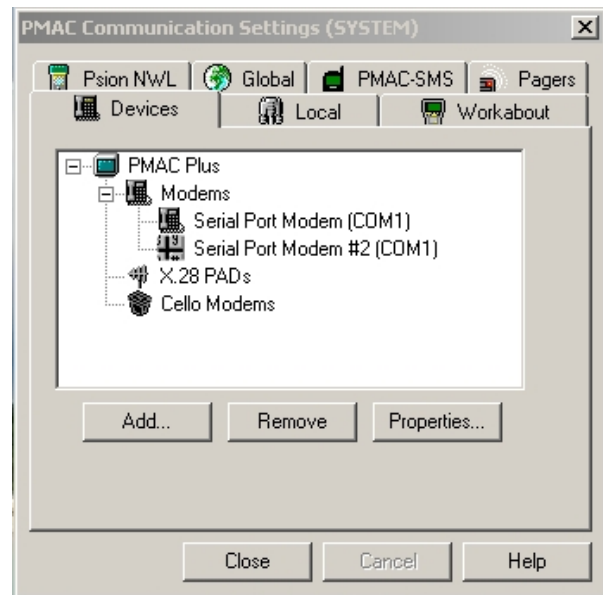 PMAC Communication Settings (SYSTEM)
Psion NWL Global PMAC-SMS Pagers
Devices Local Workabout
PMAC Plus
Modems
Serial Port Modem (COM1)
Serial Port Modem #2 (COM1)
X.28 PADs
Cello Modems
Add... Remove Properties...
Close Cancel Help